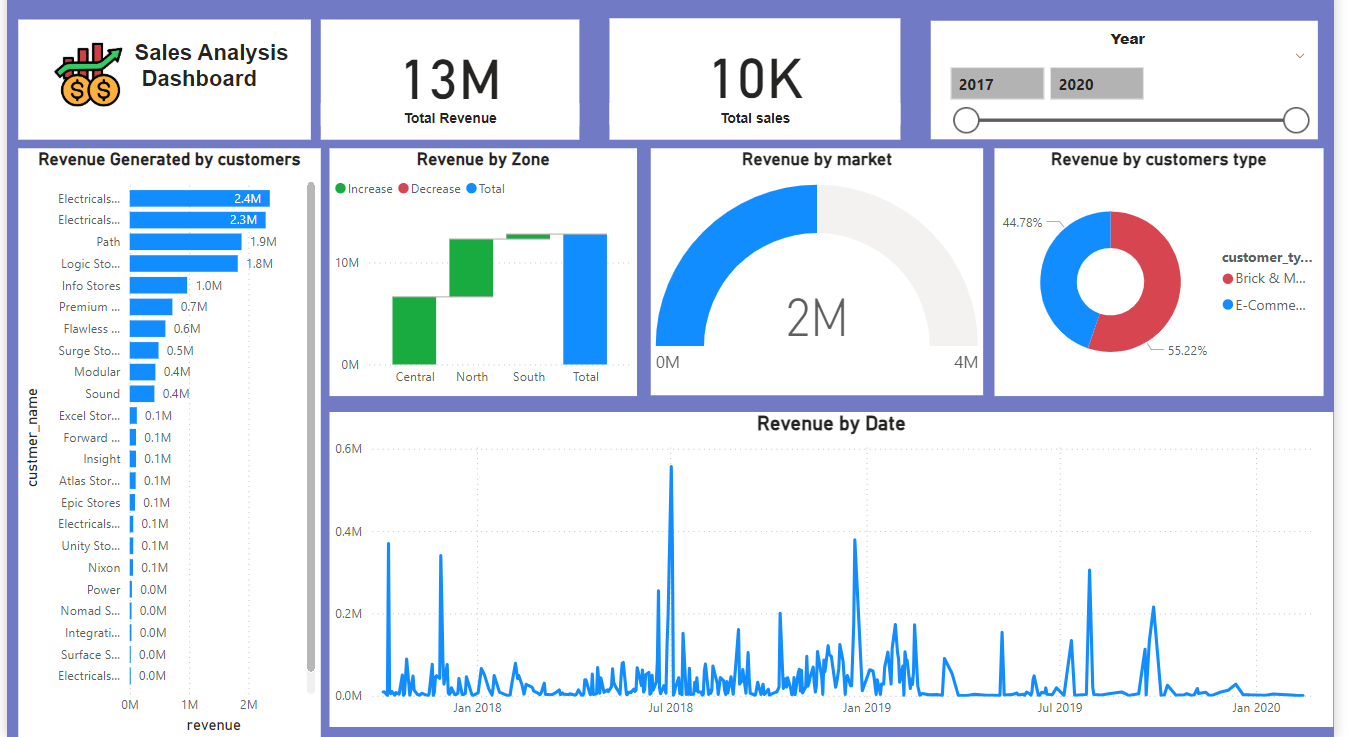 Sales Analysis
Dashboard
13M
Total Revenue
10K
Total sales
Year
2017 2020
Revenue Generated by customers
custmer_name
Electricals... 2.4M
Electricals... 2.3M
Path 1.9M
Logic Sto... 1.8M
Info Stores 1.0M
Premium ... 0.7M
Flawless ... 0.6M
Surge Sto... 0.5M
Modular 0.4M
Sound 0.4M
Excel Stor... 0.1M
Forward ... 0.1M
Insight 0.1M
Atlas Stor... 0.1M
Epic Stores 0.1M
Electricals... 0.1M
Unity Sto... 0.1M
Nixon 0.1M
Power 0.0M
Nomad S... 0.0M
Integrati... 0.0M
Surface S... 0.0M
Electricals... 0.0M
0M 1M 2M
revenue
Revenue by Zone
Increase Decrease Total
10M
0M
Central North South Total
Revenue by market
2M
0M 4M
Revenue by customers type
44.78%
55.22%
customer_ty...
Brick & M...
E-Comme...
Revenue by Date
0.6M
0.4M
0.2M
0.0M
Jan 2018 Jul 2018 Jan 2019 Jul 2019 Jan 2020